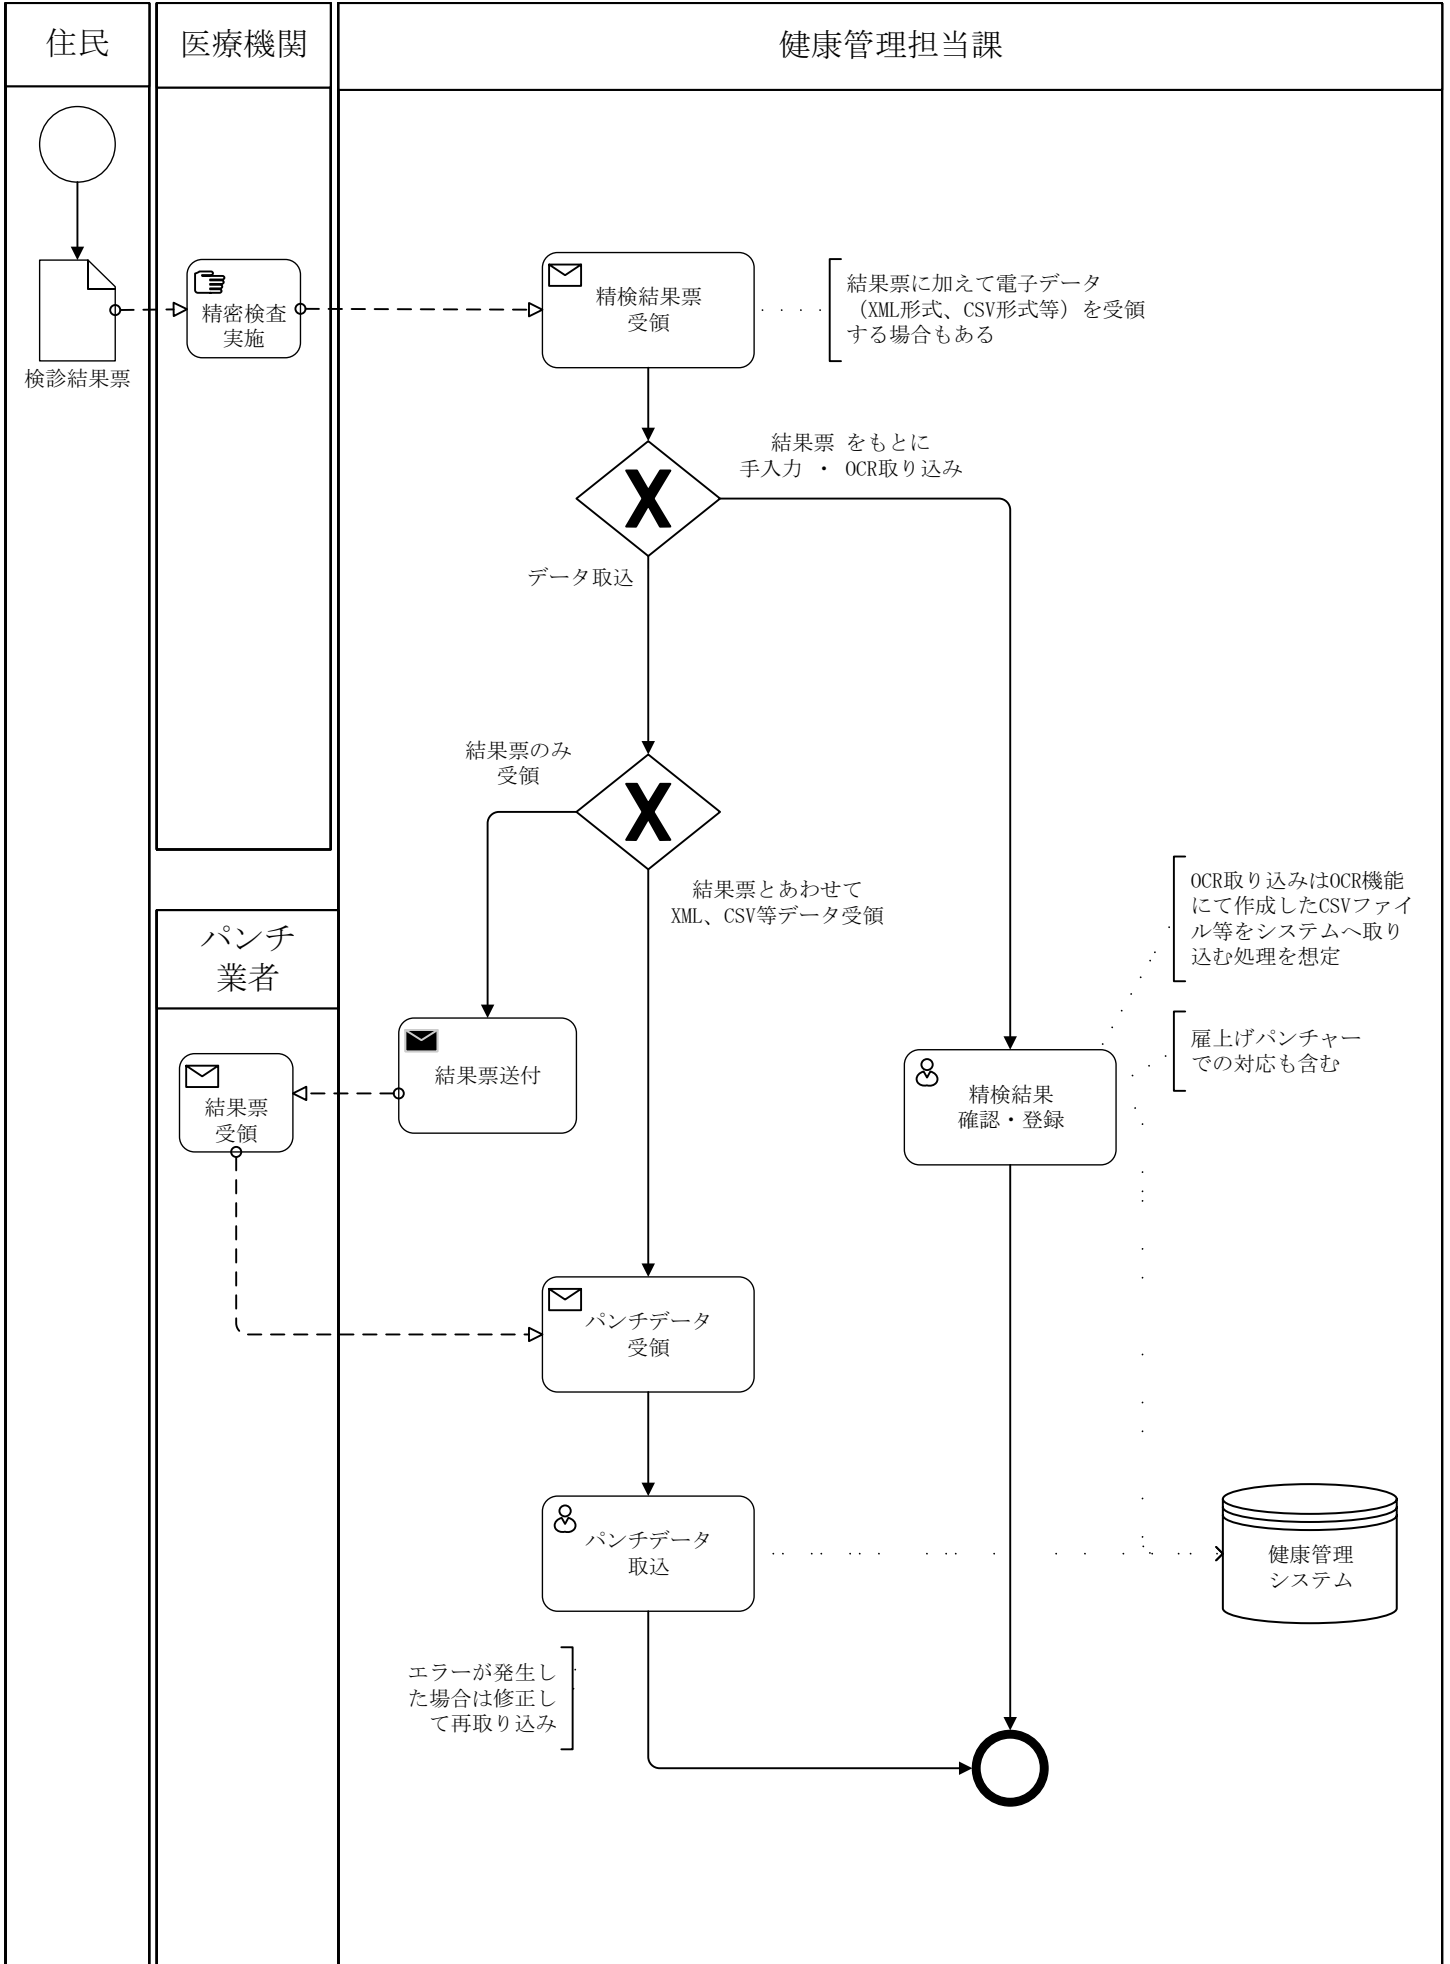 住民
医療機関
健康管理担当課
検診結果票
精密検査
実施
精検結果票
受領
結果票に加えて電子データ
（XML形式、CSV形式等）を受領
する場合もある
結果票 をもとに
手入力 ・ OCR取り込み
データ取込
結果票のみ
受領
結果票とあわせて
XML、CSV等データ受領
OCR取り込みはOCR機能
にて作成したCSVファイ
ル等をシステムへ取り
込む処理を想定
パンチ
業者
結果票
受領
結果票送付
雇上げパンチャー
での対応も含む
精検結果
確認・登録
パンチデータ
受領
パンチデータ
取込
健康管理
システム
エラーが発生し
た場合は修正し
て再取り込み